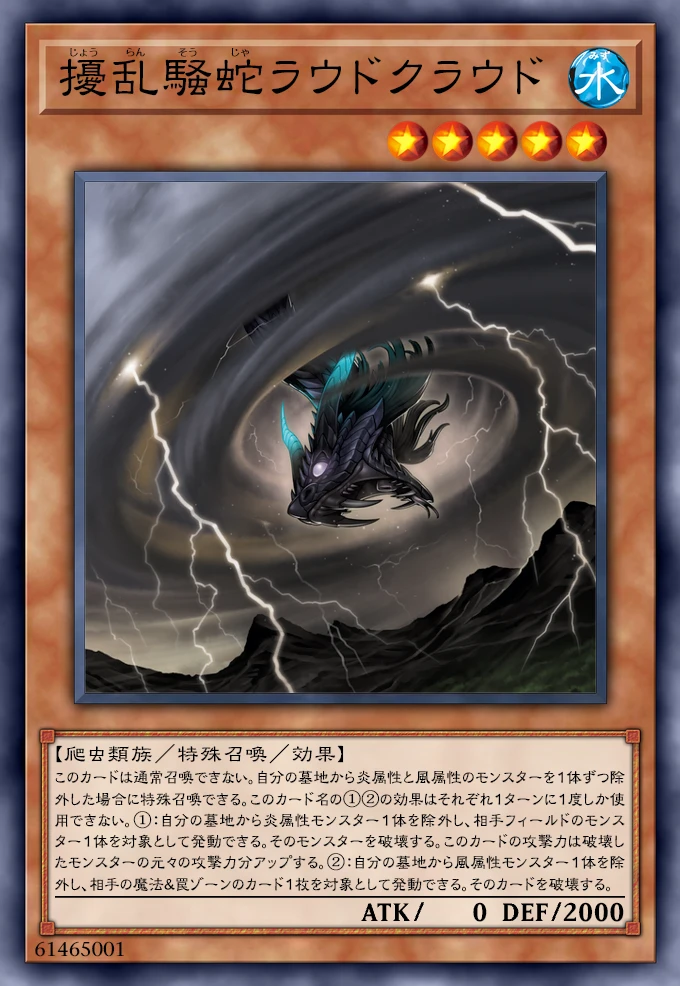 じょう らん そう じゃ
擾乱騒蛇ラウドクラウド
みず
水
【爬虫類族／特殊召喚／効果】
このカードは通常召喚できない。自分の墓地から炎属性と風属性のモンスターを1体ずつ除
外した場合に特殊召喚できる。このカード名の①②の効果はそれぞれ1ターンに1度しか使
用できない。①：自分の墓地から炎属性モンスター1体を除外し、相手フィールドのモンス
ター1体を対象として発動できる。そのモンスターを破壊する。このカードの攻撃力は破壊し
たモンスターの元々の攻撃力分アップする。②：自分の墓地から風属性モンスター1体を除
外し、相手の魔法&罠ゾーンのカード1枚を対象として発動できる。そのカードを破壊する。
ATK/ 0 DEF/2000
61465001